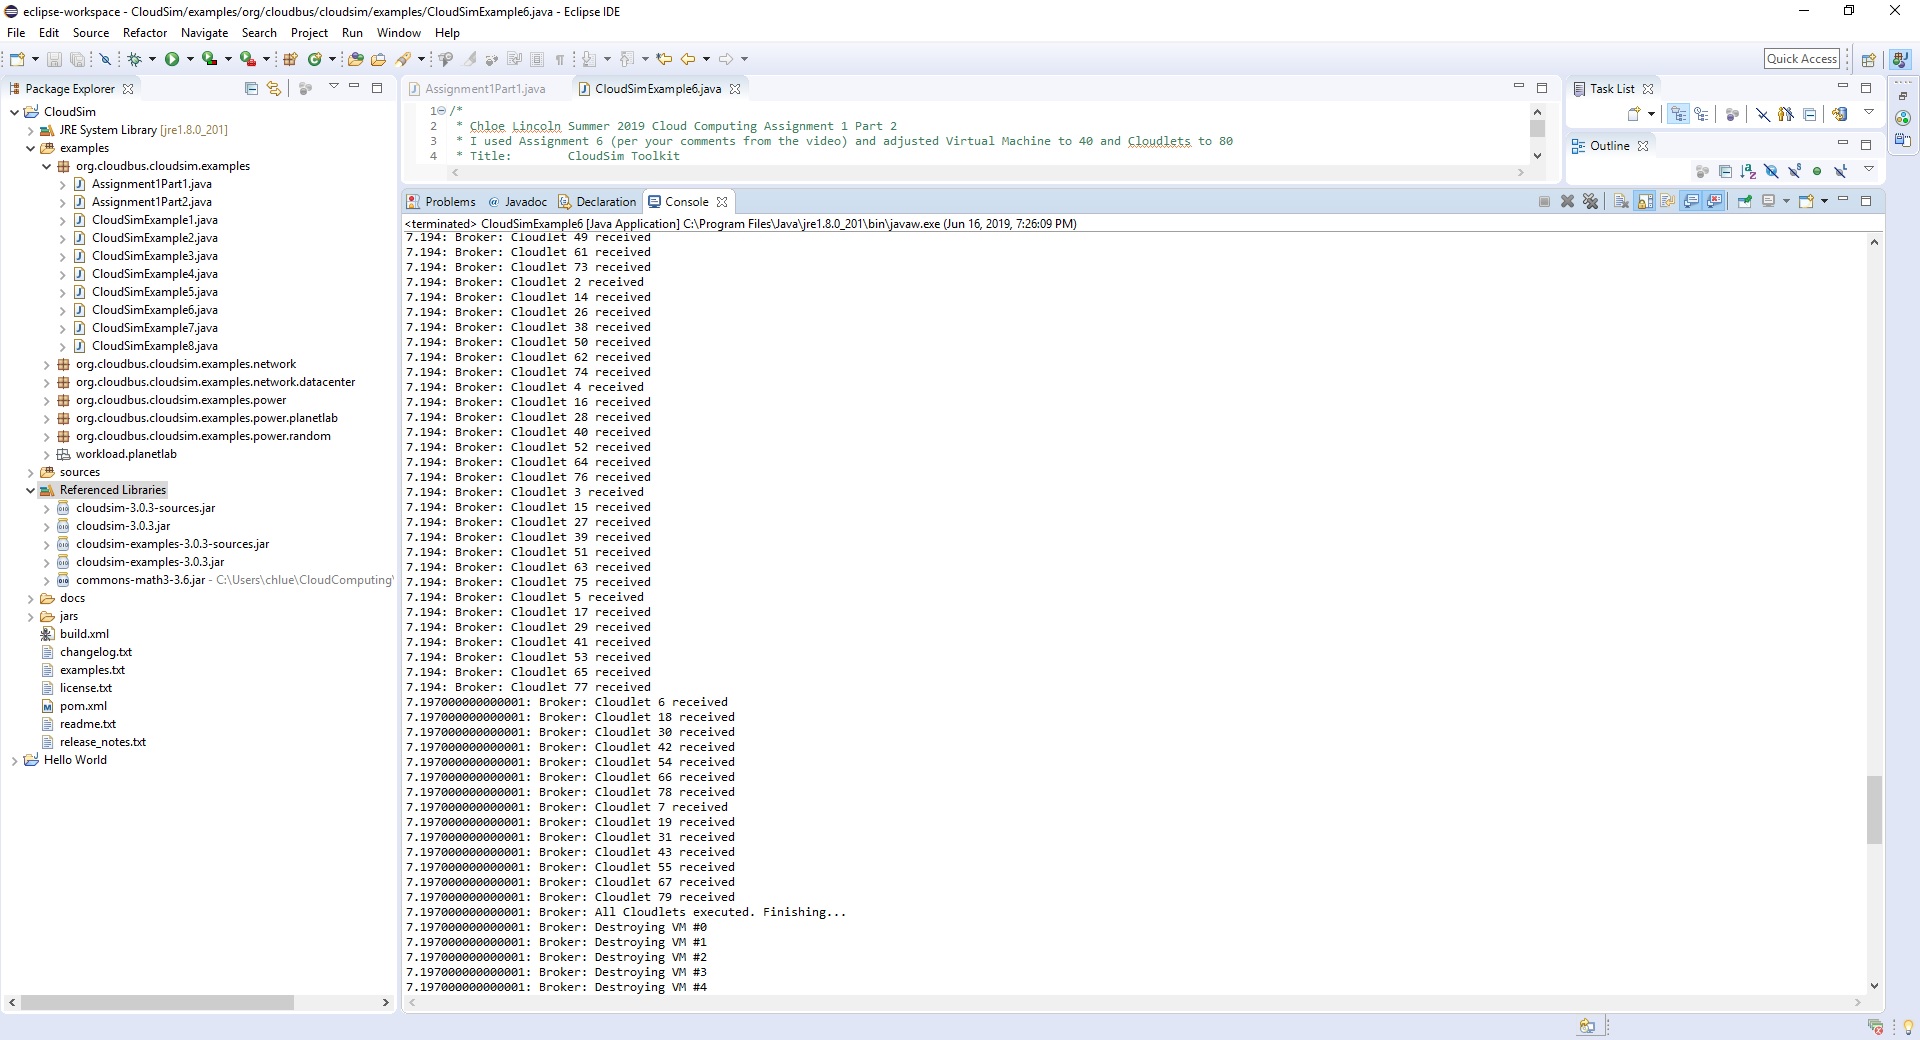 eclipse-workspace - CloudSim/examples/org/cloudbus/cloudsim/examples/CloudSimExample6.java - Eclipse IDE
File Edit Source Refactor Navigate Search Project Run Window Help
Quick Access
Package Explorer
CloudSim
JRE System Library [jre1.8.0_201]
examples
org.cloudbus.cloudsim.examples
Assignment1Part1.java
Assignment1Part2.java
CloudSimExample1.java
CloudSimExample2.java
CloudSimExample3.java
CloudSimExample4.java
CloudSimExample5.java
CloudSimExample6.java
CloudSimExample7.java
CloudSimExample8.java
org.cloudbus.cloudsim.examples.network
org.cloudbus.cloudsim.examples.network.datacenter
org.cloudbus.cloudsim.examples.power
org.cloudbus.cloudsim.examples.power.planetlab
org.cloudbus.cloudsim.examples.power.random
workload.planetlab
sources
Referenced Libraries
cloudsim-3.0.3-sources.jar
cloudsim-3.0.3.jar
cloudsim-examples-3.0.3-sources.jar
cloudsim-examples-3.0.3.jar
commons-math3-3.6.jar - C:\Users\chlue\CloudComputing\
docs
jars
build.xml
changelog.txt
examples.txt
license.txt
pom.xml
readme.txt
release_notes.txt
Hello World
Assignment1Part1.java CloudSimExample6.java
1 /*
2 * Chloe Lincoln Summer 2019 Cloud Computing Assignment 1 Part 2
3 * I used Assignment 6 (per your comments from the video) and adjusted Virtual Machine to 40 and Cloudlets to 80
4 * Title: CloudSim Toolkit
Task List
Outline
Problems @ Javadoc Declaration Console
<terminated> CloudSimExample6 [Java Application] C:\Program Files\Java\jre1.8.0_201\bin\javaw.exe (Jun 16, 2019, 7:26:09 PM)
7.194: Broker: Cloudlet 49 received
7.194: Broker: Cloudlet 61 received
7.194: Broker: Cloudlet 73 received
7.194: Broker: Cloudlet 2 received
7.194: Broker: Cloudlet 14 received
7.194: Broker: Cloudlet 26 received
7.194: Broker: Cloudlet 38 received
7.194: Broker: Cloudlet 50 received
7.194: Broker: Cloudlet 62 received
7.194: Broker: Cloudlet 74 received
7.194: Broker: Cloudlet 4 received
7.194: Broker: Cloudlet 16 received
7.194: Broker: Cloudlet 28 received
7.194: Broker: Cloudlet 40 received
7.194: Broker: Cloudlet 52 received
7.194: Broker: Cloudlet 64 received
7.194: Broker: Cloudlet 76 received
7.194: Broker: Cloudlet 3 received
7.194: Broker: Cloudlet 15 received
7.194: Broker: Cloudlet 27 received
7.194: Broker: Cloudlet 39 received
7.194: Broker: Cloudlet 51 received
7.194: Broker: Cloudlet 63 received
7.194: Broker: Cloudlet 75 received
7.194: Broker: Cloudlet 5 received
7.194: Broker: Cloudlet 17 received
7.194: Broker: Cloudlet 29 received
7.194: Broker: Cloudlet 41 received
7.194: Broker: Cloudlet 53 received
7.194: Broker: Cloudlet 65 received
7.194: Broker: Cloudlet 77 received
7.197000000000001: Broker: Cloudlet 6 received
7.197000000000001: Broker: Cloudlet 18 received
7.197000000000001: Broker: Cloudlet 30 received
7.197000000000001: Broker: Cloudlet 42 received
7.197000000000001: Broker: Cloudlet 54 received
7.197000000000001: Broker: Cloudlet 66 received
7.197000000000001: Broker: Cloudlet 78 received
7.197000000000001: Broker: Cloudlet 7 received
7.197000000000001: Broker: Cloudlet 19 received
7.197000000000001: Broker: Cloudlet 31 received
7.197000000000001: Broker: Cloudlet 43 received
7.197000000000001: Broker: Cloudlet 55 received
7.197000000000001: Broker: Cloudlet 67 received
7.197000000000001: Broker: Cloudlet 79 received
7.197000000000001: Broker: All Cloudlets executed. Finishing...
7.197000000000001: Broker: Destroying VM #0
7.197000000000001: Broker: Destroying VM #1
7.197000000000001: Broker: Destroying VM #2
7.197000000000001: Broker: Destroying VM #3
7.197000000000001: Broker: Destroying VM #4